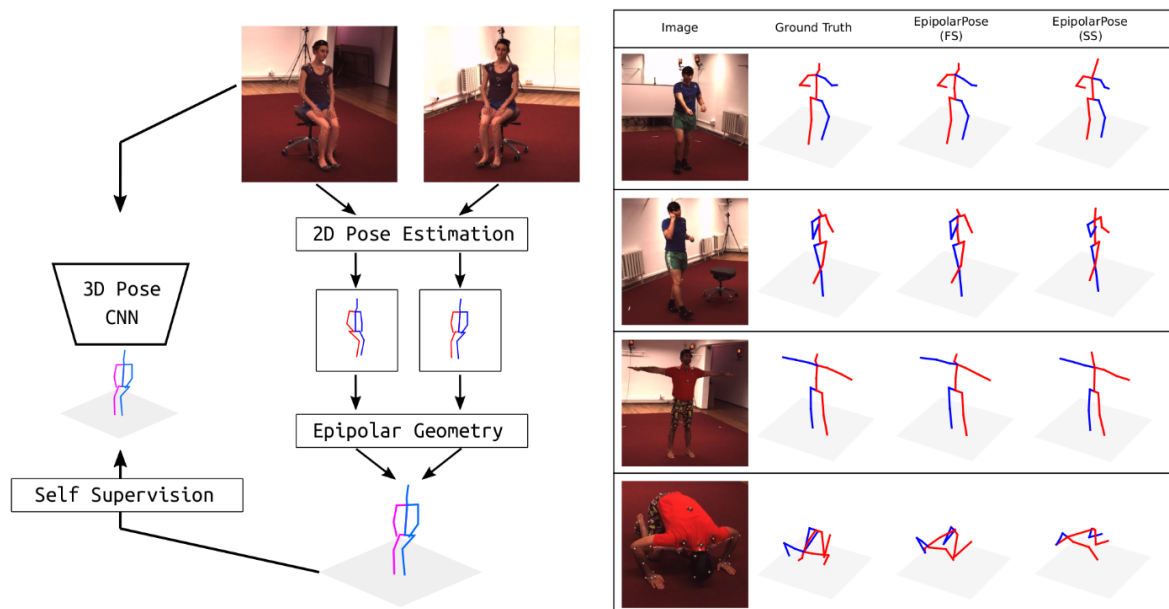 2D Pose Estimation
3D Pose
CNN
Epipolar Geometry
Self Supervision
Image
Ground Truth
EpipolarPose
(FS)
EpipolarPose
(SS)